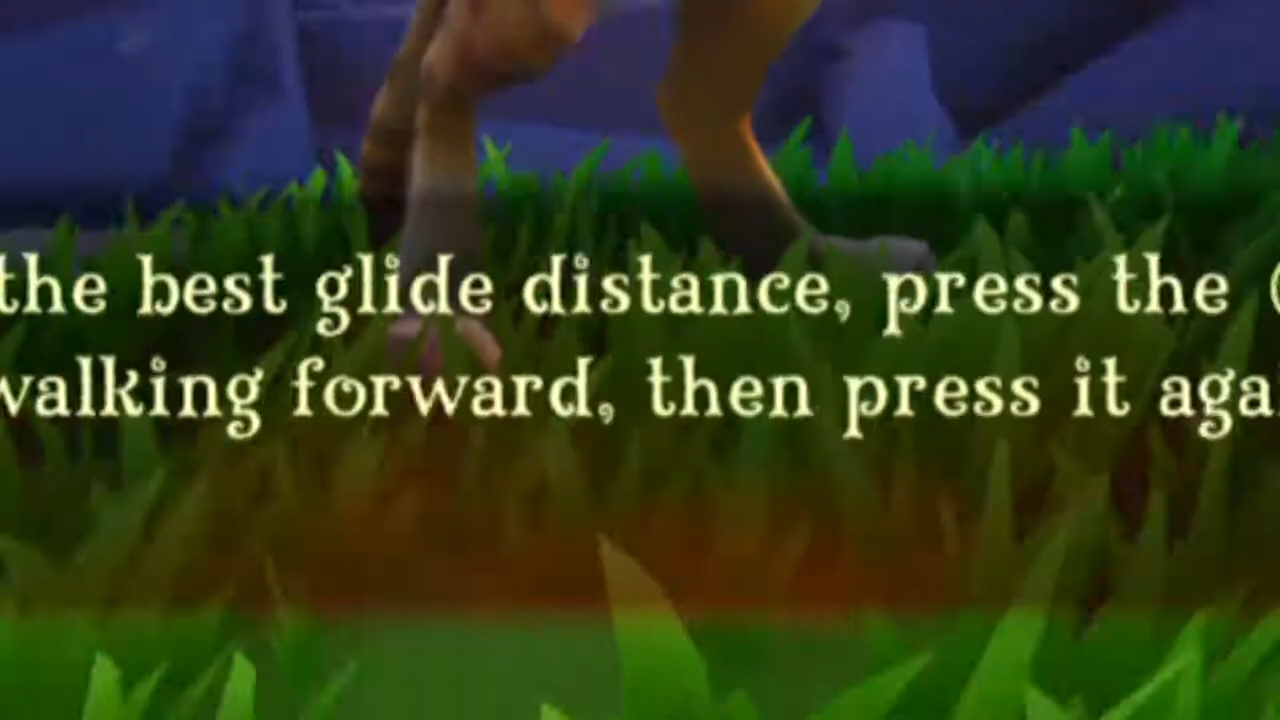 the best glide distance, press the
walking forward, then press it aga